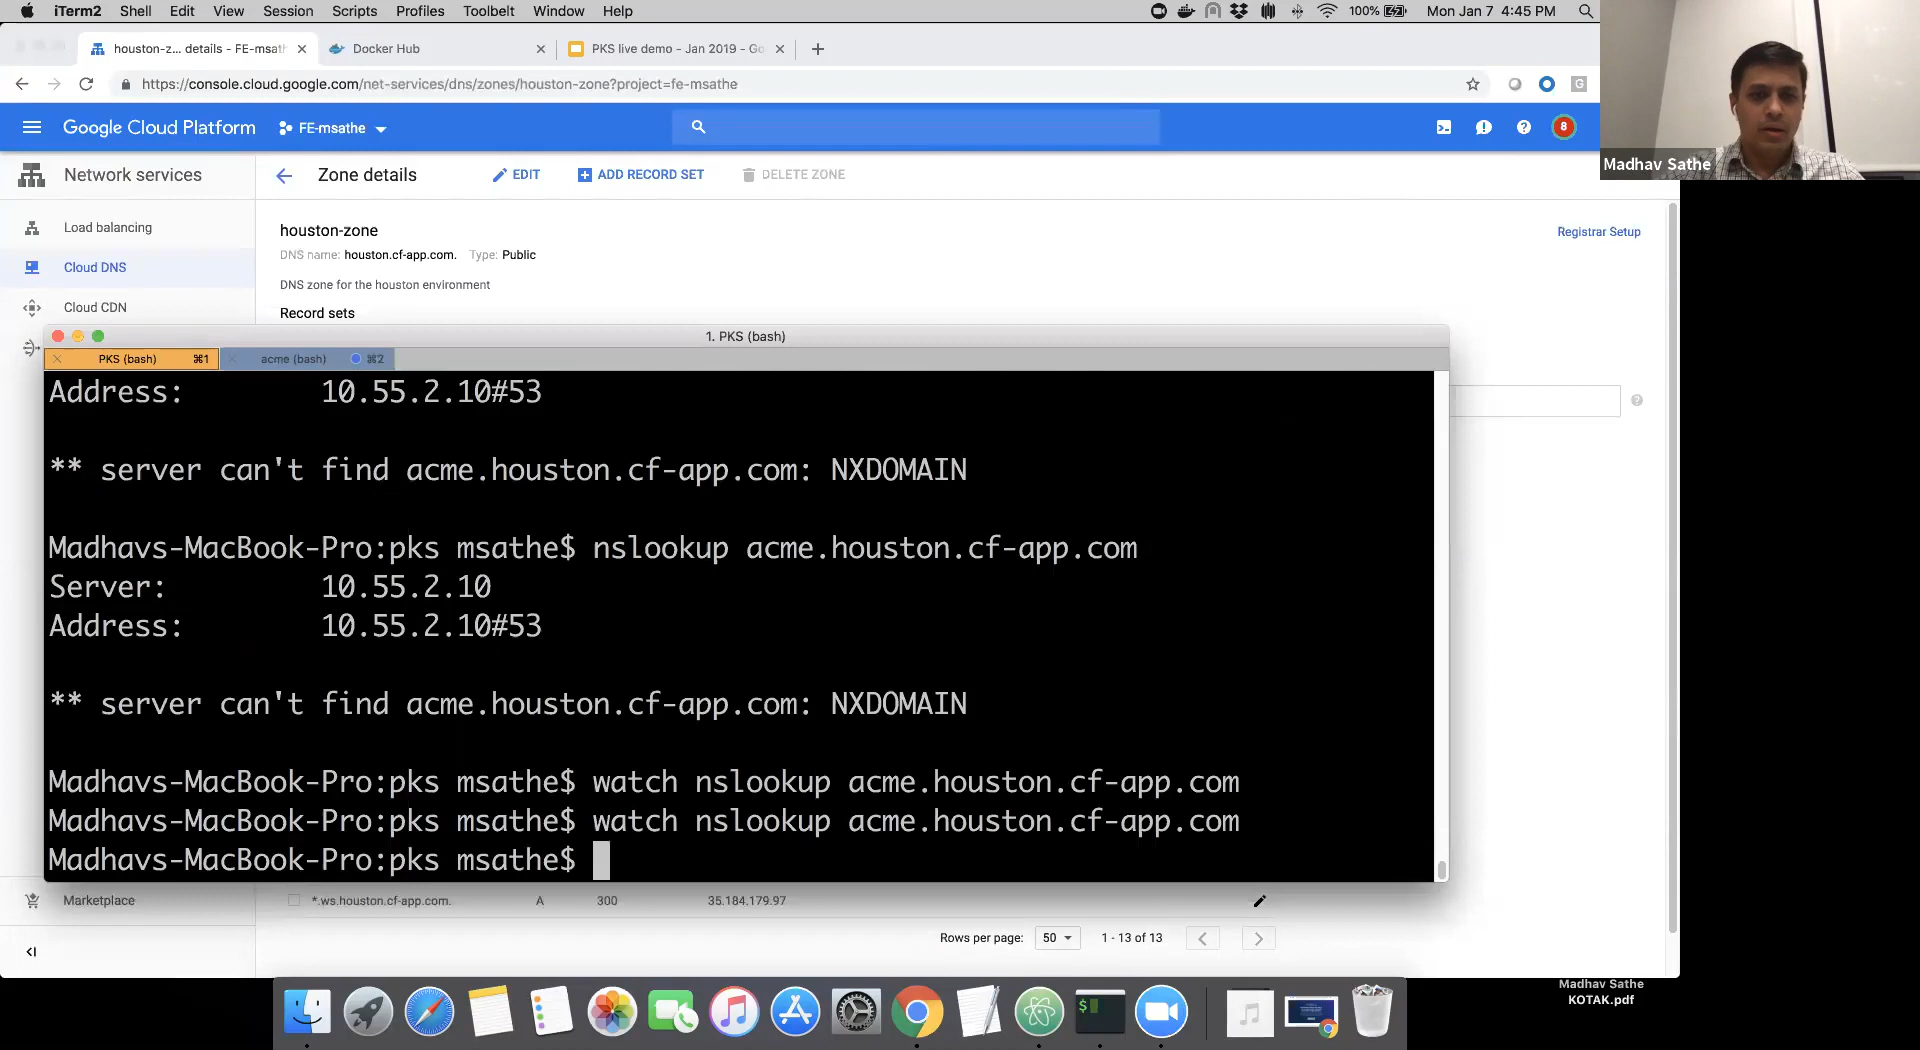 iTerm2 Shell Edit View Session Scripts Profiles Toolbelt Window Help 100% Mon Jan 7 4:45 PM
houston-z... details - FE-msath Docker Hub PKS live demo - Jan 2019 - Go
https://console.cloud.google.com/net-services/dns/zones/houston-zone?project=fe-msathe
Google Cloud Platform FE-msathe 8
Madhav Sathe
Network services Zone details EDIT ADD RECORD SET DELETE ZONE
Load balancing
Cloud DNS
Cloud CDN
houston-zone
Registrar Setup
DNS name: houston.cf-app.com. Type: Public
DNS zone for the houston environment
Record sets
1. PKS (bash)
PKS (bash) ⌘1 acme (bash) ⌘2
Address: 10.55.2.10#53
** server can't find acme.houston.cf-app.com: NXDOMAIN
Madhavs-MacBook-Pro:pks msathe$ nslookup acme.houston.cf-app.com
Server: 10.55.2.10
Address: 10.55.2.10#53
** server can't find acme.houston.cf-app.com: NXDOMAIN
Madhavs-MacBook-Pro:pks msathe$ watch nslookup acme.houston.cf-app.com
Madhavs-MacBook-Pro:pks msathe$ watch nslookup acme.houston.cf-app.com
Madhavs-MacBook-Pro:pks msathe$
Marketplace *.ws.houston.cf-app.com. A 300 35.184.179.97
Rows per page: 50 1 - 13 of 13
Madhav Sathe
KOTAK.pdf